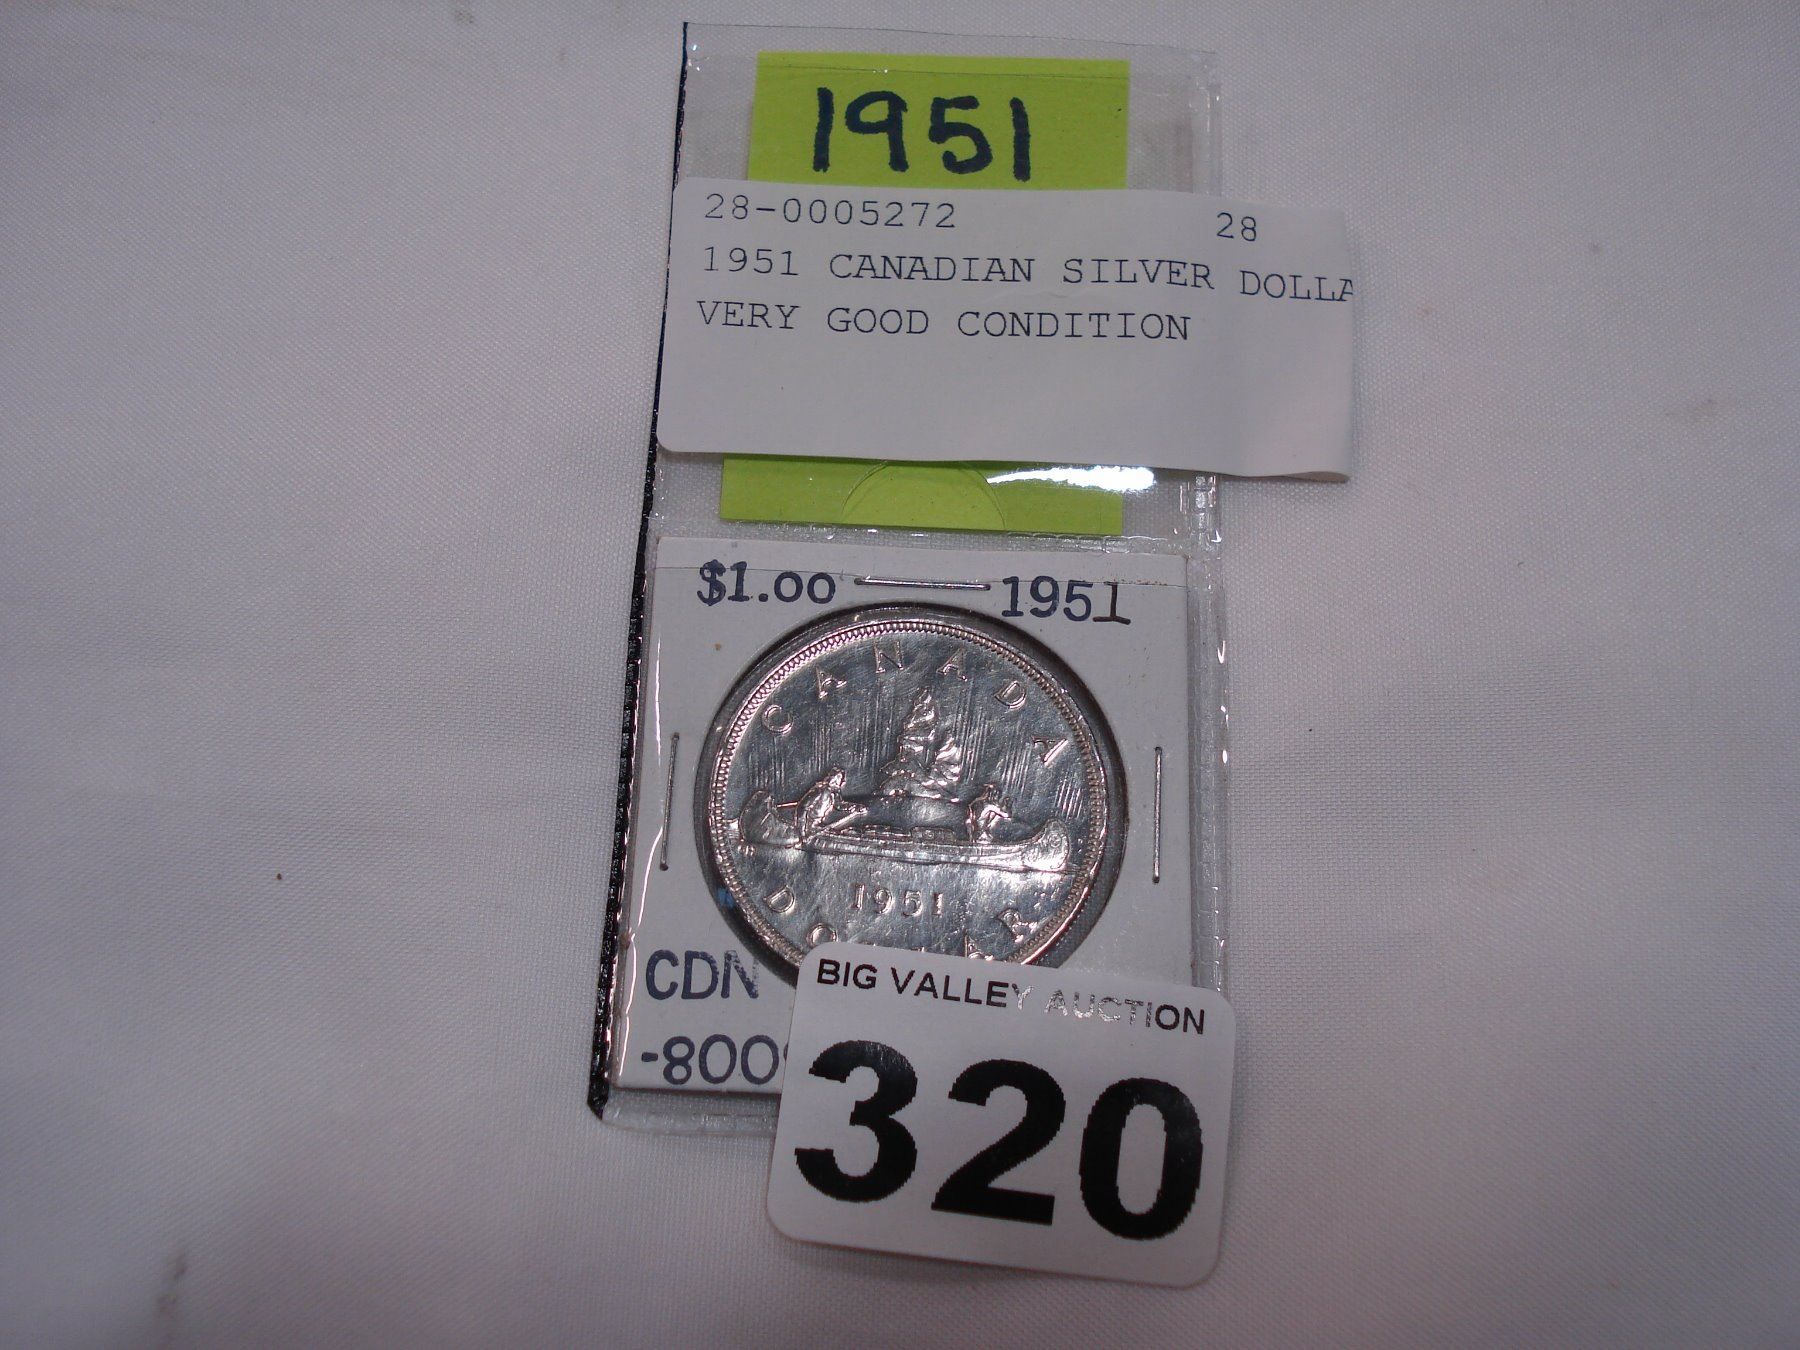 1951
28-0005272 28
1951 CANADIAN SILVER DOLLA
VERY GOOD CONDITION
$1.00 1951
CANADA
1951
CDN
-800
BIG VALLEY AUCTION
320